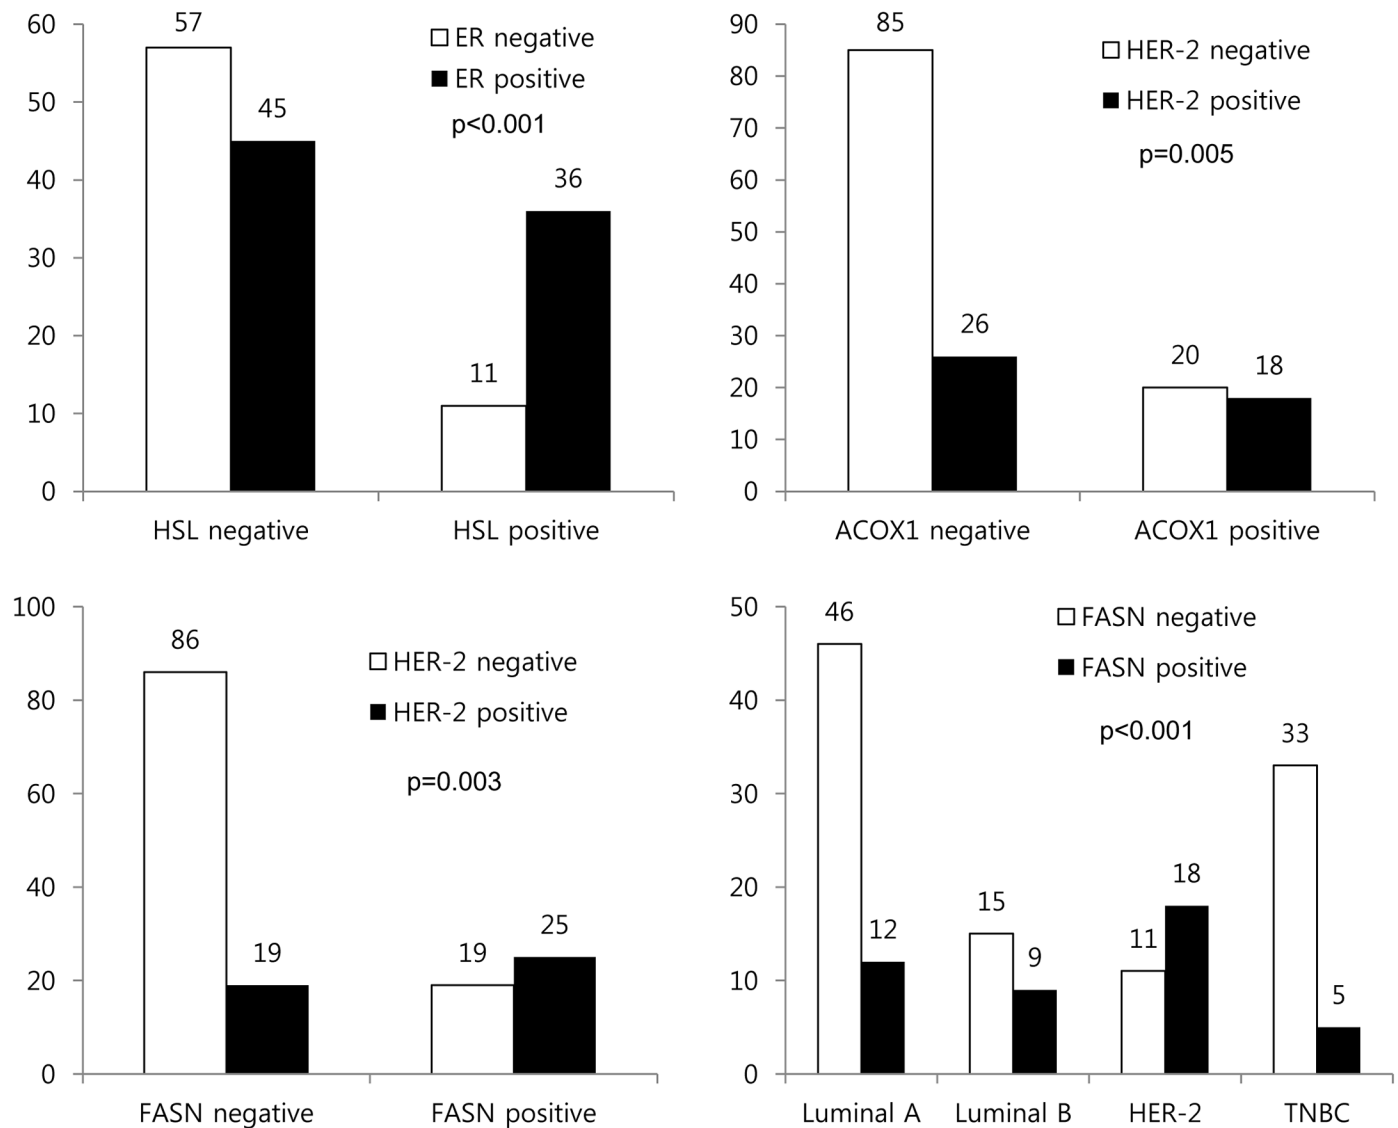 60
50
40
30
20
10
0
57
45
11
36
ER negative
ER positive
p<0.001
HSL negative
HSL positive
90
80
70
60
50
40
30
20
10
0
85
26
20
18
HER-2 negative
HER-2 positive
p=0.005
ACOX1 negative
ACOX1 positive
100
80
60
40
20
0
86
19
19
25
HER-2 negative
HER-2 positive
p=0.003
FASN negative
FASN positive
50
40
30
20
10
0
46
12
15
9
11
18
33
5
FASN negative
FASN positive
p<0.001
Luminal A
Luminal B
HER-2
TNBC